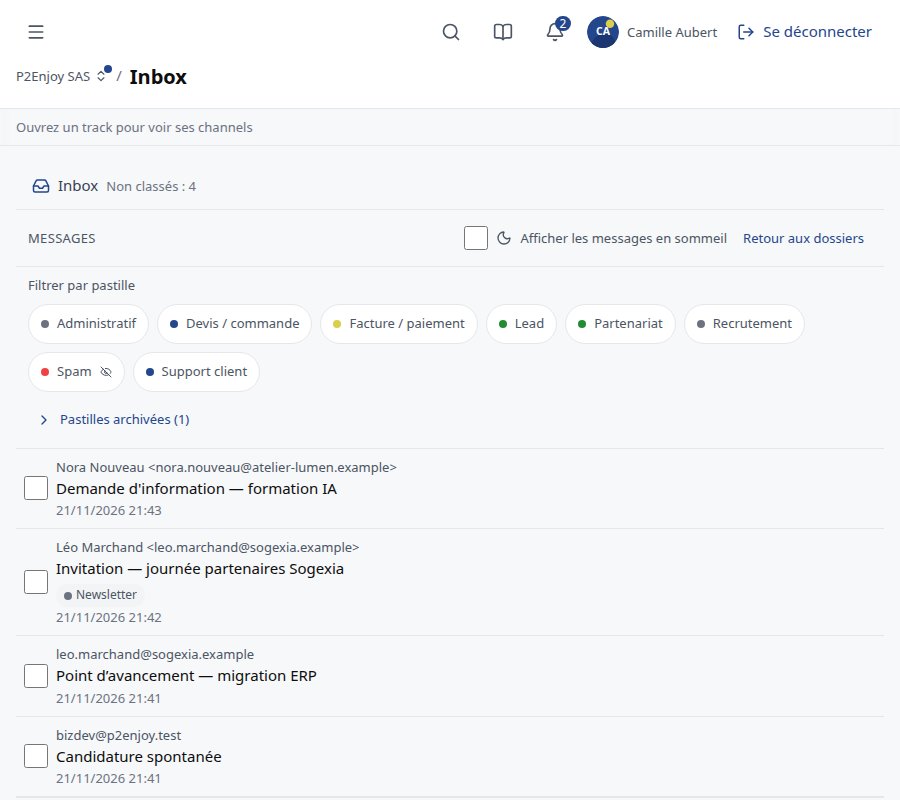 2
CA
Camille Aubert
Se déconnecter
P2Enjoy SAS / Inbox
Ouvrez un track pour voir ses channels
Inbox Non classés : 4
MESSAGES
Afficher les messages en sommeil
Retour aux dossiers
Filtrer par pastille
Administratif
Devis / commande
Facture / paiement
Lead
Partenariat
Recrutement
Spam
Support client
Pastilles archivées (1)
Nora Nouveau <nora.nouveau@atelier-lumen.example>
Demande d'information — formation IA
21/11/2026 21:43
Léo Marchand <leo.marchand@sogexia.example>
Invitation — journée partenaires Sogexia
Newsletter
21/11/2026 21:42
leo.marchand@sogexia.example
Point d’avancement — migration ERP
21/11/2026 21:41
bizdev@p2enjoy.test
Candidature spontanée
21/11/2026 21:41